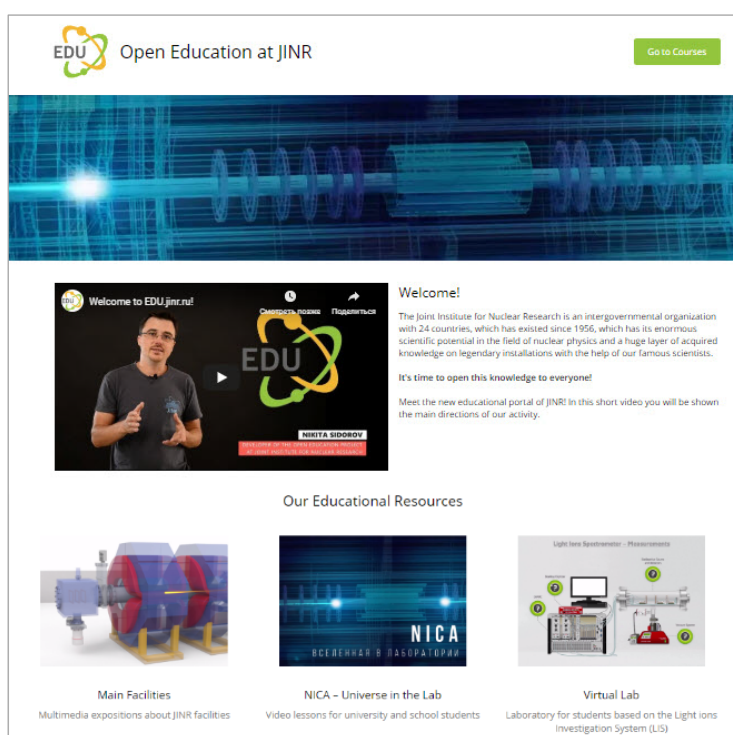 EDU
Open Education at JINR
Go to Courses
EDU
Welcome to EDU.jinr.ru!
Смотреть позже
Поделиться
EDU
NIKITA SIDOROV
DEVELOPER OF THE OPEN EDUCATION PROJECT
AT JOINT INSTITUTE FOR NUCLEAR RESEARCH
Welcome!
The Joint Institute for Nuclear Research is an intergovernmental organization
with 24 countries, which has existed since 1956, which has its enormous
scientific potential in the field of nuclear physics and a huge layer of acquired
knowledge on legendary installations with the help of our famous scientists.
It's time to open this knowledge to everyone!
Meet the new educational portal of JINR! In this short video you will be shown
the main directions of our activity.
Our Educational Resources
NICA
ВСЕЛЕННАЯ В ЛАБОРАТОРИИ
Light Ions Spectrometer – Measurements
Main Facilities
Multimedia expositions about JINR facilities
NICA – Universe in the Lab
Video lessons for university and school students
Virtual Lab
Laboratory for students based on the Light ions
Investigation System (LIS)